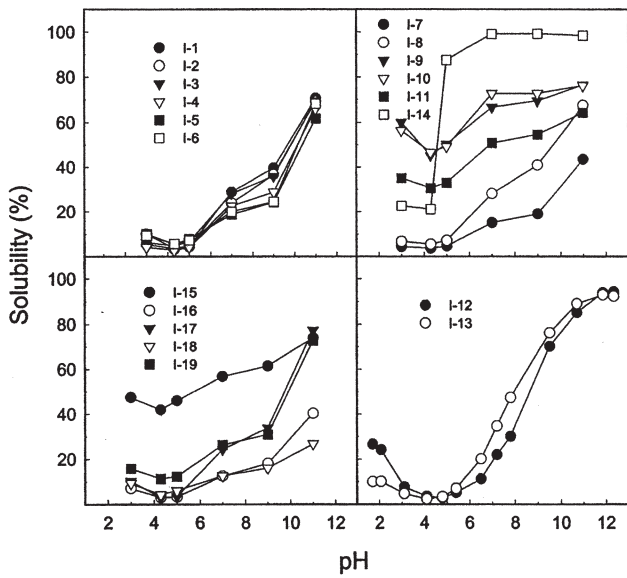 100
80
60
40
20
I-1
I-2
I-3
I-4
I-5
I-6
I-7
I-8
I-9
I-10
I-11
I-14
Solubility (%)
80
60
40
20
I-15
I-16
I-17
I-18
I-19
I-12
I-13
2 4 6 8 10 12 2 4 6 8 10 12
pH